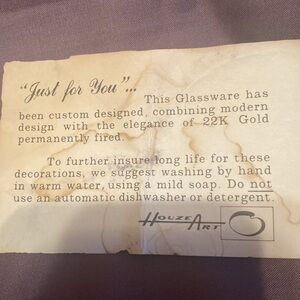 "Just for You"...
This Glassware has
been custom designed, combining modern
design with the elegance of 22K Gold
permanently fired.
To further insure long life for these
decorations, we suggest washing by hand
in warm water, using a mild soap. Do not
use an automatic dishwasher or detergent.
HOUZE ART